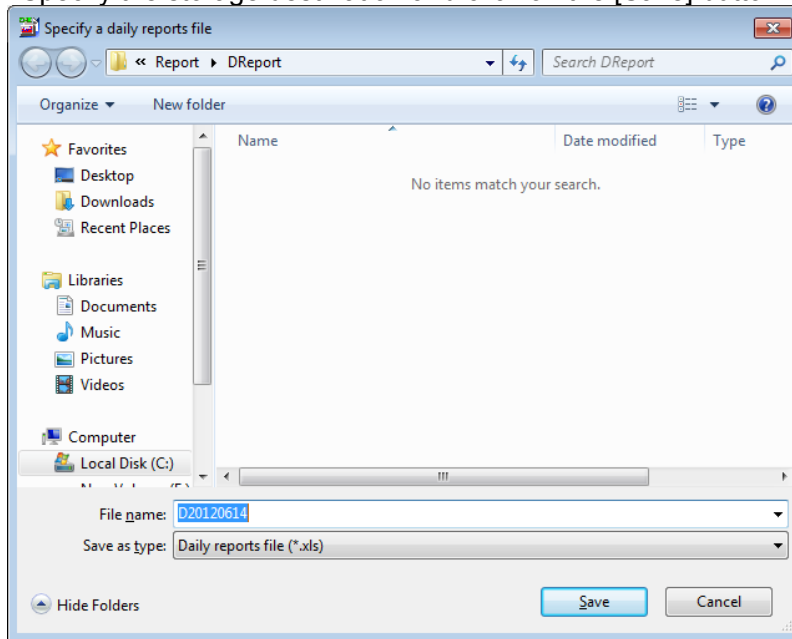 Specify a daily reports file
« Report ▸ DReport
Search DReport
Organize ▾ New folder
Name Date modified Type
No items match your search.
Favorites
Desktop
Downloads
Recent Places
Libraries
Documents
Music
Pictures
Videos
Computer
Local Disk (C:)
File name: D20120614
Save as type: Daily reports file (*.xls)
Hide Folders Save Cancel